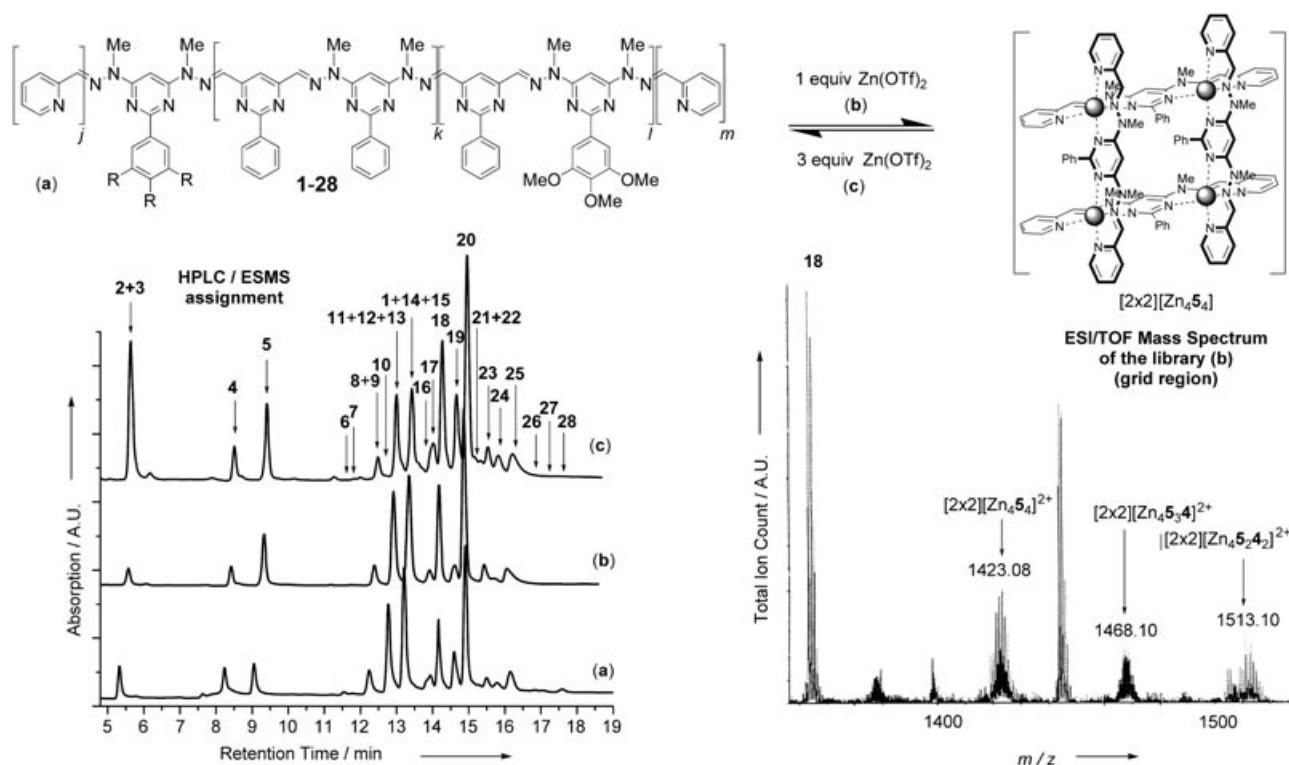 Me Me Me Me Me Me
N N N N N N N N N N N N
N N N N N N N N N N N N
j k l m
R R
R
(a) 1-28 MeO OMe
OMe
1 equiv Zn(OTf)2
(b)
3 equiv Zn(OTf)2
(c)
NMe
Ph
[2x2][Zn454]
HPLC / ESMS
assignment
2+3
4
5
6
7
8+9
10
11+12+13
1+14+15
16
17
18
19
20
21+22
23
24
25
26
27
28
(c)
(b)
(a)
Absorption / A.U.
5 6 7 8 9 10 11 12 13 14 15 16 17 18 19
Retention Time / min
ESI/TOF Mass Spectrum
of the library (b)
(grid region)
18
[2x2][Zn454]2+
1423.08
[2x2][Zn4534]2+
1468.10
[2x2][Zn45242]2+
1513.10
Total Ion Count / A.U.
1400 1500
m / z